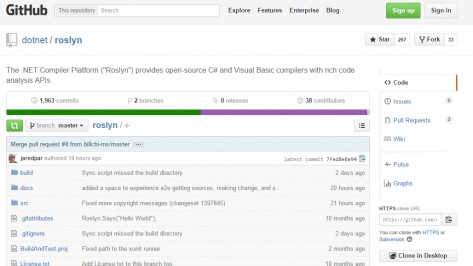 GitHub This repository Search Explore Features Enterprise Blog Sign up Sign in
dotnet / roslyn Star 267 Fork 33
The .NET Compiler Platform ("Roslyn") provides open-source C# and Visual Basic compilers with rich code
analysis APIs.
1,963 commits 2 branches 0 releases 38 contributors
branch: master roslyn / +
Merge pull request #4 from billchi-ms/master
jaredpar authored 19 hours ago latest commit
build Sync script missed the build directory 2 days ago
docs added a space to experience e2e getting sources, making change, and s... 20 hours ago
src Fixed more copyright messages (changeset 1397845) 21 hours ago
.gitattributes Roslyn.Says("Hello World"); 10 months ago
.gitignore Sync script missed the build directory 2 days ago
BuildAndTest.proj Fixed path to the xunit runner 2 days ago
License.txt Add License.txt to this branch too. 10 months ago
Code
Issues 6
Pull Requests 2
Wiki
Pulse
Graphs
HTTPS clone URL
https://github.com/
You can clone with HTTPS or
Subversion.
Clone in Desktop